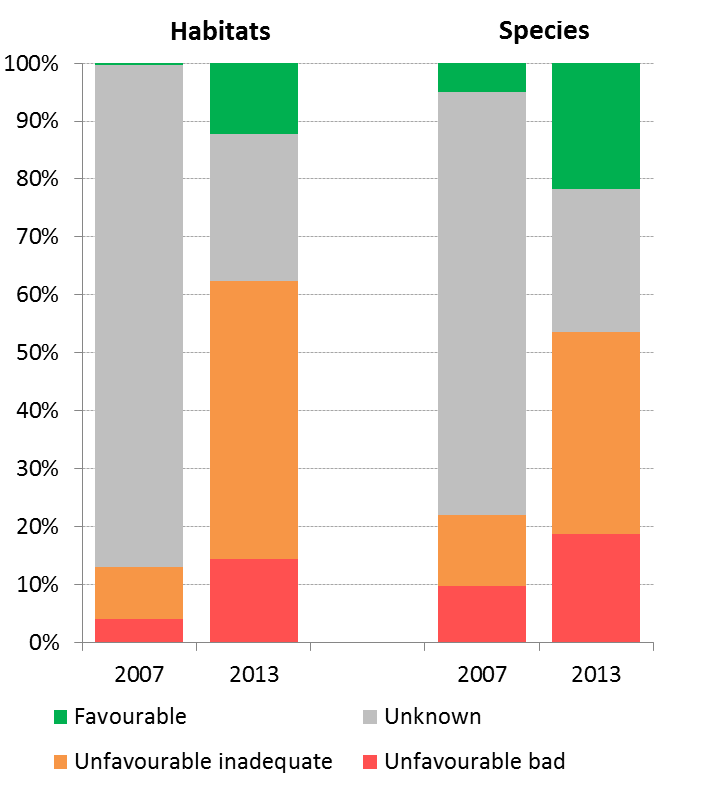 Habitats Species
100%
90%
80%
70%
60%
50%
40%
30%
20%
10%
0%
2007 2013 2007 2013
Favourable Unknown
Unfavourable inadequate Unfavourable bad